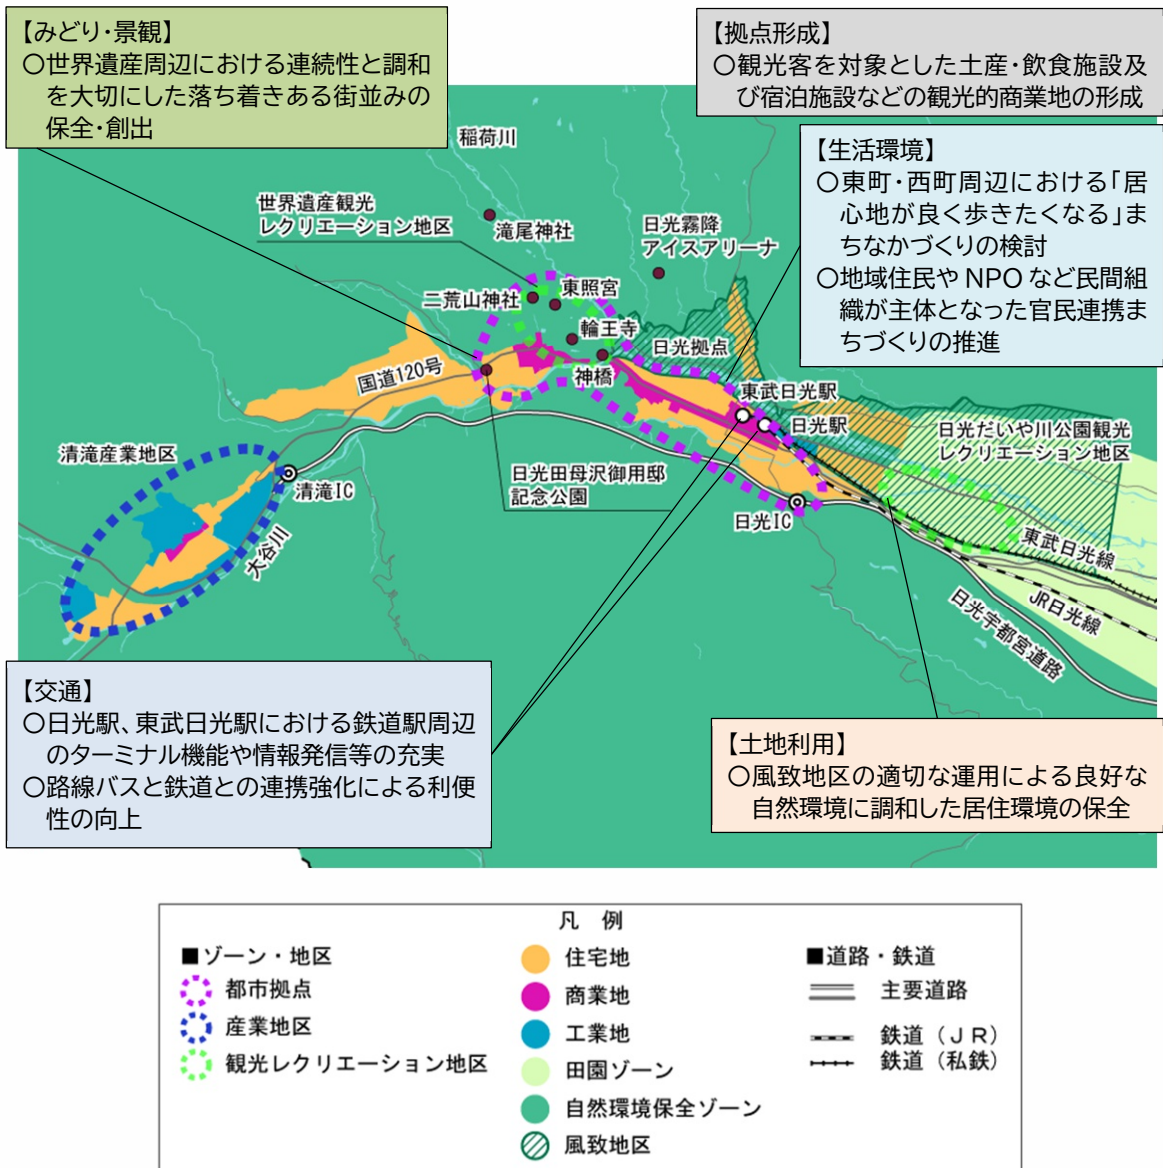 【みどり・景観】
○世界遺産周辺における連続性と調和
を大切にした落ち着きある街並みの
保全・創出
【拠点形成】
○観光客を対象とした土産・飲食施設及
び宿泊施設などの観光的商業地の形成
【生活環境】
○東町・西町周辺における「居
心地が良く歩きたくなる」ま
ちなかづくりの検討
○地域住民や NPO など民間組
織が主体となった官民連携ま
ちづくりの推進
稲荷川
世界遺産観光
レクリエーション地区
滝尾神社
日光霧降
アイスアリーナ
二荒山神社
東照宮
輪王寺
日光拠点
神橋
国道120号
東武日光駅
日光駅
日光だいや川公園観光
レクリエーション地区
清滝産業地区
清滝IC
日光田母沢御用邸
記念公園
日光IC
大谷川
東武日光線
JR日光線
日光宇都宮道路
【交通】
○日光駅、東武日光駅における鉄道駅周辺
のターミナル機能や情報発信等の充実
○路線バスと鉄道との連携強化による利便
性の向上
【土地利用】
○風致地区の適切な運用による良好な
自然環境に調和した居住環境の保全
凡 例
■ゾーン・地区
都市拠点
産業地区
観光レクリエーション地区
住宅地
商業地
工業地
田園ゾーン
自然環境保全ゾーン
風致地区
■道路・鉄道
主要道路
鉄道（ＪＲ）
鉄道（私鉄）